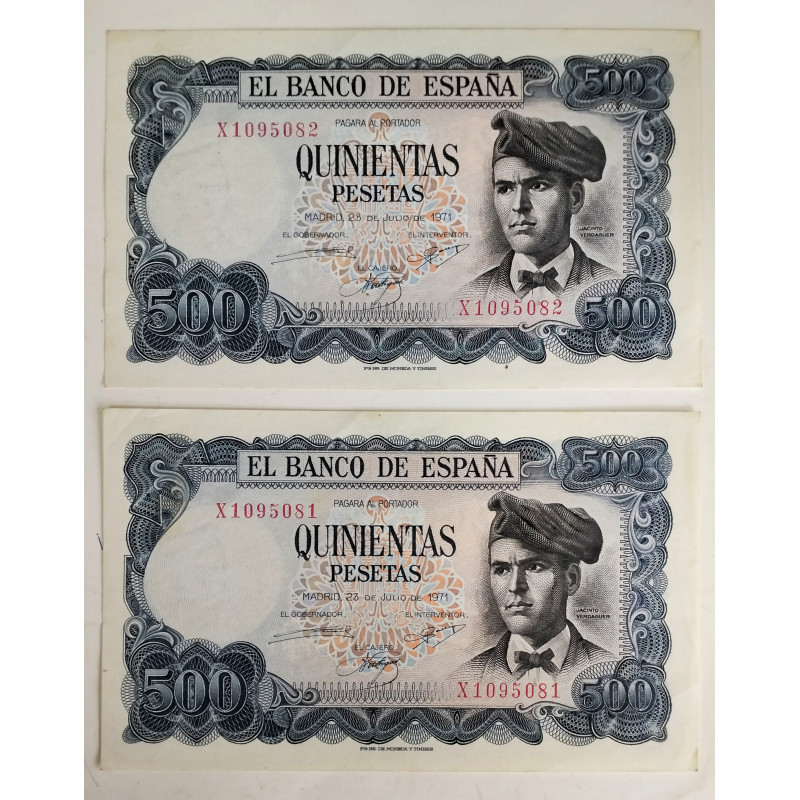 EL BANCO DE ESPAÑA
500
X1095082
PAGARA AL PORTADOR
QUINIENTAS
PESETAS
MADRID, 23 DE JULIO DE 1971
EL GOBERNADOR,
EL INTERVENTOR,
JACINTO
VERDAGUER
EL CAJERO,
500
X1095082
500
EL BANCO DE ESPAÑA
500
X1095081
PAGARA AL PORTADOR
QUINIENTAS
PESETAS
MADRID, 23 DE JULIO DE 1971
EL GOBERNADOR,
EL INTERVENTOR,
JACINTO
VERDAGUER
EL CAJERO,
500
X1095081
500